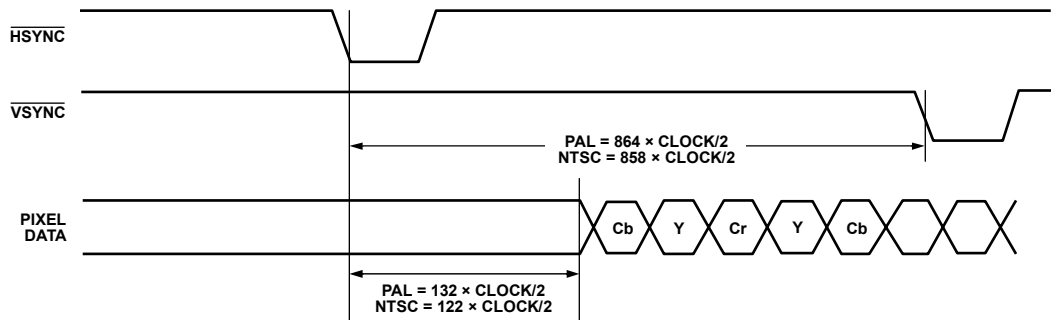 HSYNC
VSYNC
PAL = 864 × CLOCK/2
NTSC = 858 × CLOCK/2
PIXEL
DATA
Cb Y Cr Y Cb
PAL = 132 × CLOCK/2
NTSC = 122 × CLOCK/2